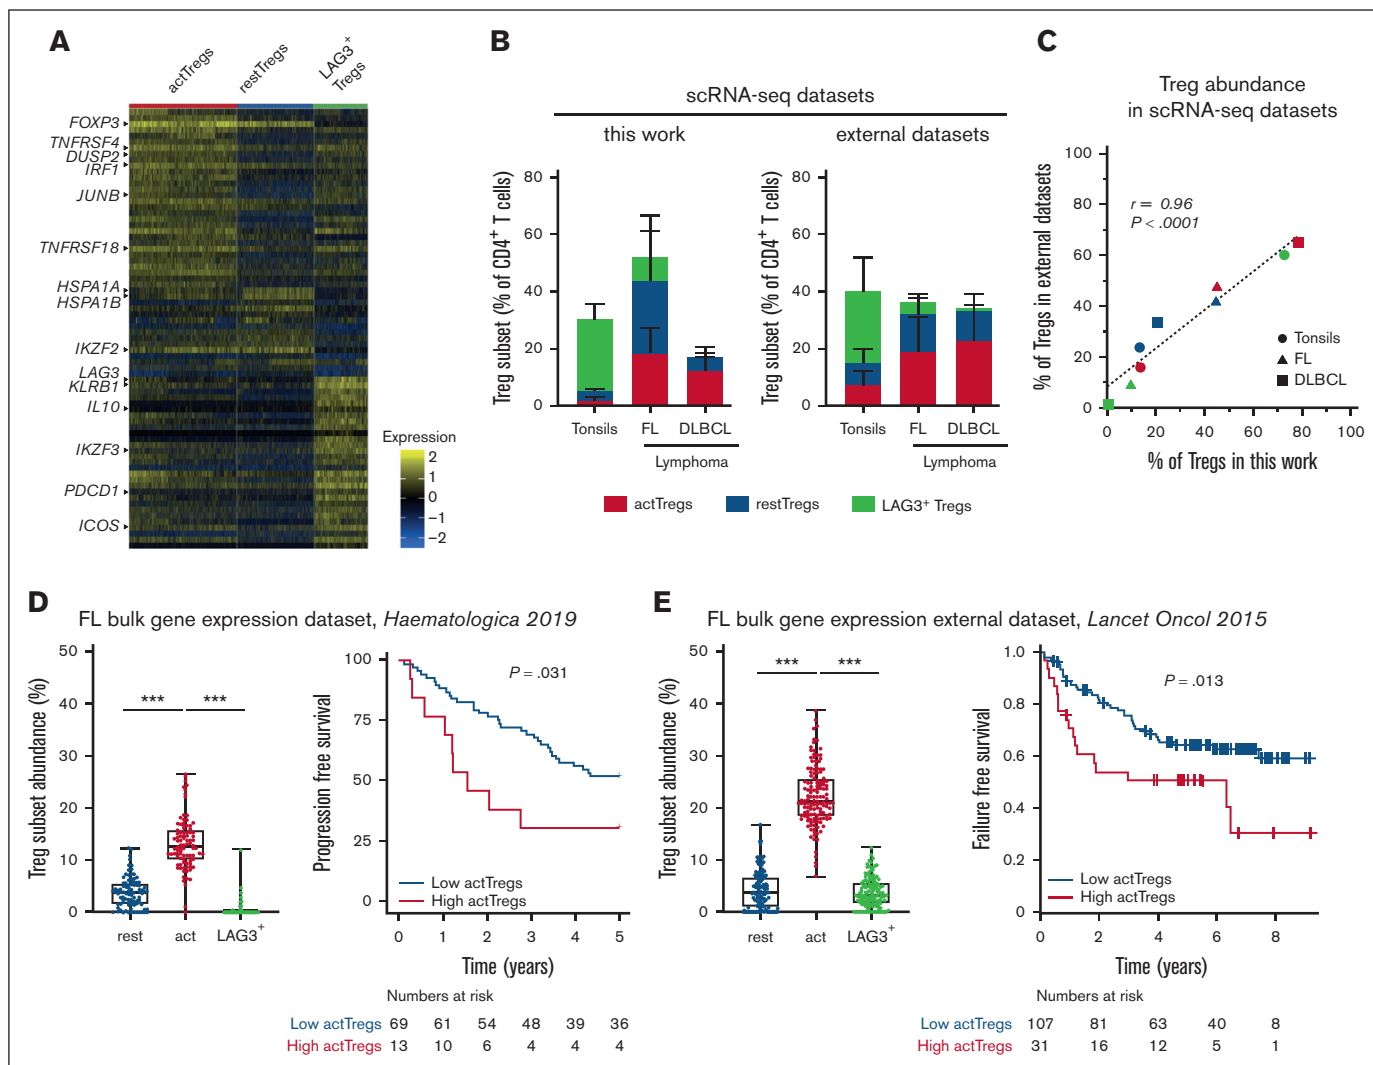 A
actTregs
restTregs
LAG3+
Tregs
FOXP3
TNFRSF4
DUSP2
IRF1
JUNB
TNFRSF18
HSPA1A
HSPA1B
IKZF2
LAG3
KLRB1
IL10
IKZF3
PDCD1
ICOS
Expression
2
1
0
−1
−2
B
scRNA-seq datasets
this work
external datasets
Treg subset (% of CD4+ T cells)
80
60
40
20
0
Tonsils FL DLBCL
Lymphoma
Treg subset (% of CD4+ T cells)
80
60
40
20
0
Tonsils FL DLBCL
Lymphoma
actTregs restTregs LAG3+ Tregs
C
Treg abundance
in scRNA-seq datasets
% of Tregs in external datasets
100
80
60
40
20
0
r = 0.96
P < .0001
Tonsils
FL
DLBCL
0 20 40 60 80 100
% of Tregs in this work
D
FL bulk gene expression dataset, Haematologica 2019
Treg subset abundance (%)
50
40
30
20
10
0
*** ***
rest act LAG3+
Progression free survival
100
75
50
25
0
P = .031
Low actTregs
High actTregs
0 1 2 3 4 5
Time (years)
Numbers at risk
Low actTregs 69 61 54 48 39 36
High actTregs 13 10 6 4 4 4
E
FL bulk gene expression external dataset, Lancet Oncol 2015
Treg subset abundance (%)
50
40
30
20
10
0
*** ***
rest act LAG3+
Failure free survival
1.0
0.8
0.6
0.4
0.2
0
P = .013
Low actTregs
High actTregs
0 2 4 6 8
Time (years)
Numbers at risk
Low actTregs 107 81 63 40 8
High actTregs 31 16 12 5 1